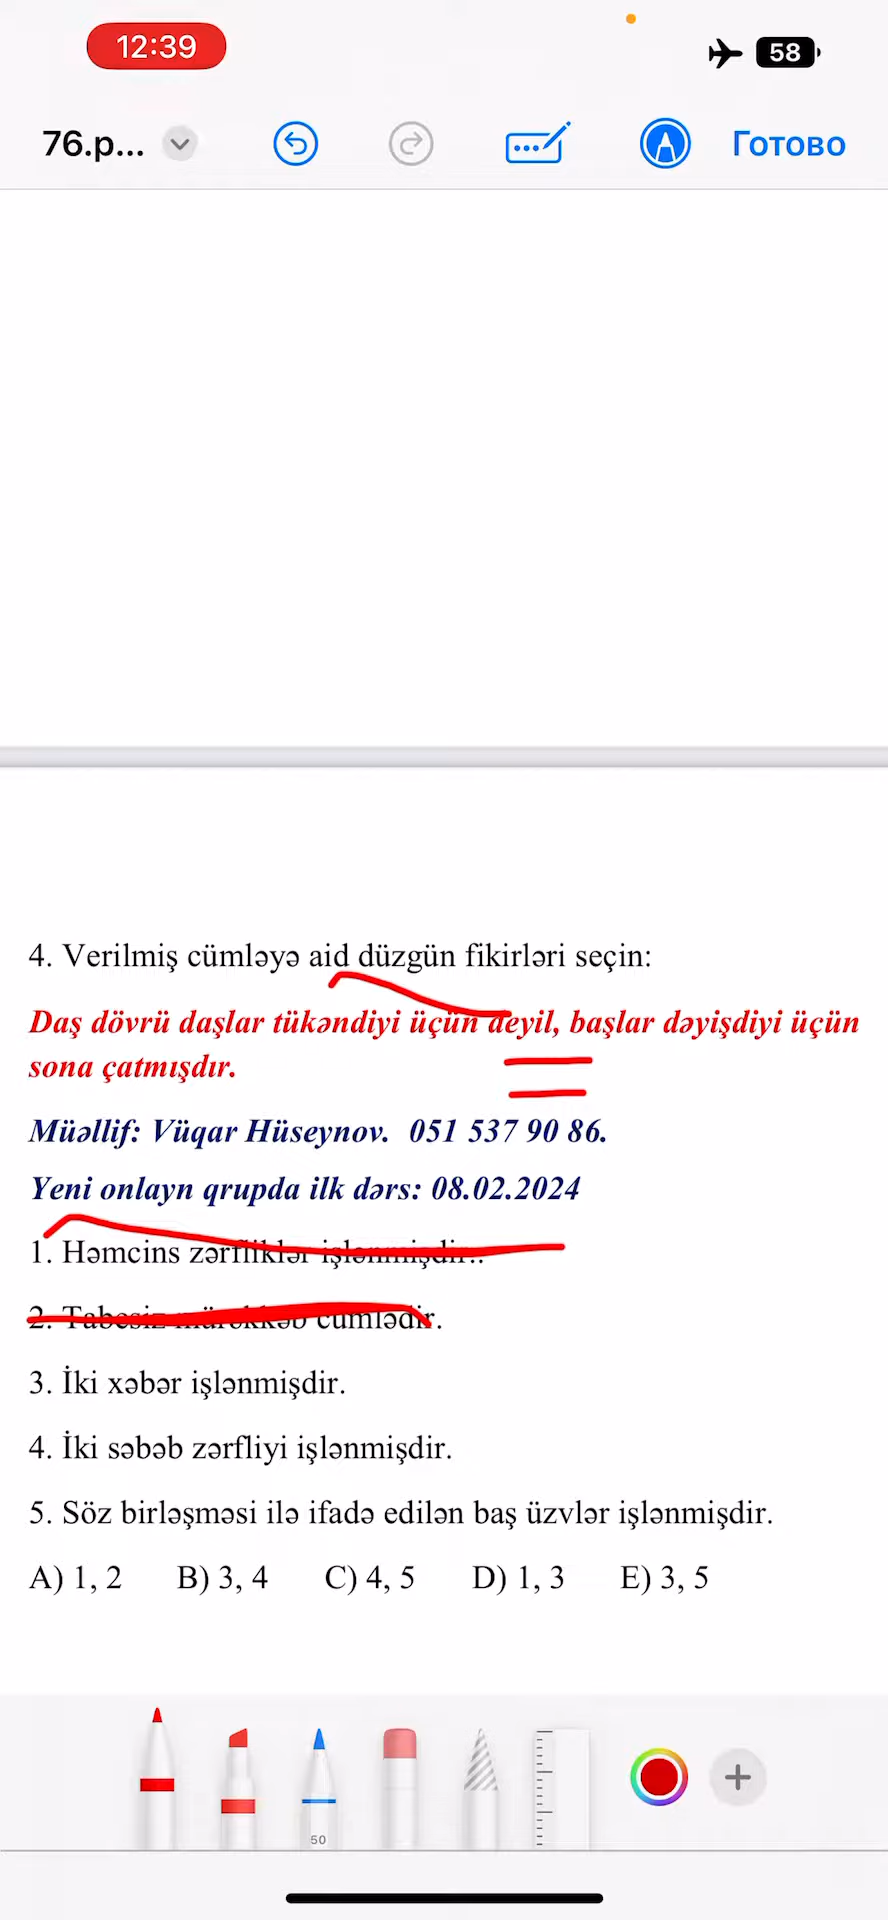 12:39
58
76.p...
Готово
4. Verilmiş cümləyə aid düzgün fikirləri seçin:
Daş dövrü daşlar tükəndiyi üçün deyil, başlar dəyişdiyi üçün
sona çatmışdır.
Müəllif: Vüqar Hüseynov. 051 537 90 86.
Yeni onlayn qrupda ilk dərs: 08.02.2024
1. Həmcins zərfliklər işlənmişdir..
2. Tabesiz mürəkkəb cümlədir.
3. İki xəbər işlənmişdir.
4. İki səbəb zərfliyi işlənmişdir.
5. Söz birləşməsi ilə ifadə edilən baş üzvlər işlənmişdir.
A) 1, 2 B) 3, 4 C) 4, 5 D) 1, 3 E) 3, 5
50